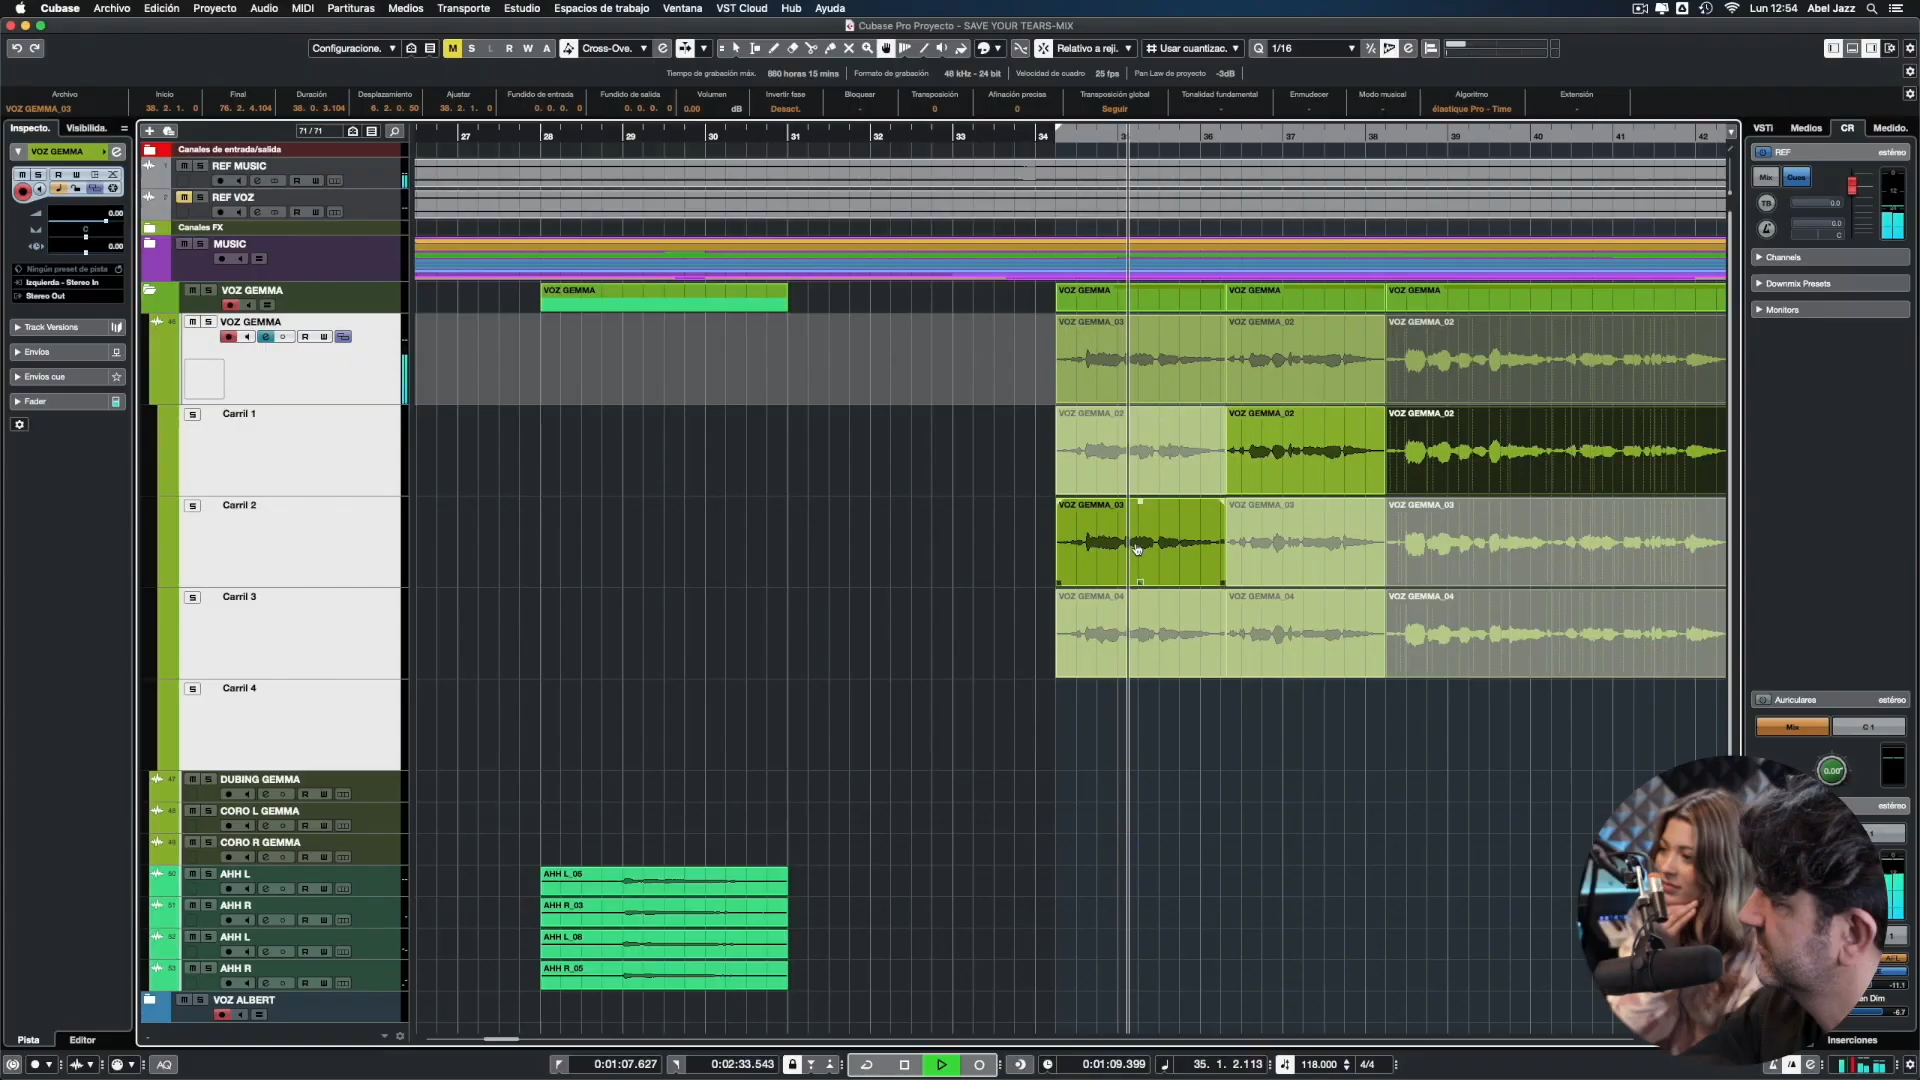 Cubase Archivo Edición Proyecto Audio MIDI Partituras Medios Transporte Estudio Espacios de trabajo Ventana VST Cloud Hub Ayuda Lun 12:54 Abel Jazz
Cubase Pro Proyecto - SAVE YOUR TEARS-MIX
Configuracione. M S L R W A Cross-Ove. Relativo a reji. Usar cuantizac. Q 1/16
Tiempo de grabación máx. 880 horas 15 mins Formato de grabación 48 kHz - 24 bit Velocidad de cuadro 25 fps Pan Law de proyecto -3dB
Archivo Inicio Final Duración Desplazamiento Ajustar Fundido de entrada Fundido de salida Volumen Invertir fase Bloquear Transposición Afinación precisa Transposición global Tonalidad fundamental Enmudecer Modo musical Algoritmo Extensión
VOZ GEMMA_03 38. 2. 1. 0 76. 2. 4.104 38. 0. 3.104 6. 2. 0. 50 38. 2. 1. 0 0. 0. 0. 0 0. 0. 0. 0 0.00 dB Desact. - 0 0 Seguir - - - élastique Pro - Time -
Inspecto. Visibilida. 71 / 71 27 28 29 30 31 32 33 34 35 36 37 38 39 40 41 42 VSTi Medios CR Medido.
VOZ GEMMA
Canales de entrada/salida
REF MUSIC
REF VOZ
Canales FX
MUSIC
VOZ GEMMA
VOZ GEMMA VOZ GEMMA VOZ GEMMA VOZ GEMMA
VOZ GEMMA
VOZ GEMMA_03 VOZ GEMMA_02 VOZ GEMMA_02
Carril 1
VOZ GEMMA_02 VOZ GEMMA_02 VOZ GEMMA_02
Carril 2
VOZ GEMMA_03 VOZ GEMMA_03 VOZ GEMMA_03
Carril 3
VOZ GEMMA_04 VOZ GEMMA_04 VOZ GEMMA_04
Carril 4
DUBING GEMMA
CORO L GEMMA
CORO R GEMMA
AHH L AHH L_05
AHH R AHH R_03
AHH L AHH L_08
AHH R AHH R_05
VOZ ALBERT
0.00
C
0.00
Ningún preset de pista
Izquierda - Stereo In
Stereo Out
Track Versions
Envíos
Envíos cue
Fader
REF estéreo
Mix Cues
TB 0.0
0.0
C
Channels
Downmix Presets
Monitors
Auriculares estéreo
Mix C 1
0.00
estéreo
AFL
-11.1
-6.7
Inserciones
Pista Editor
AQ 0:01:07.627 0:02:33.543 0:01:09.399 35. 1. 2.113 118.000 4/4